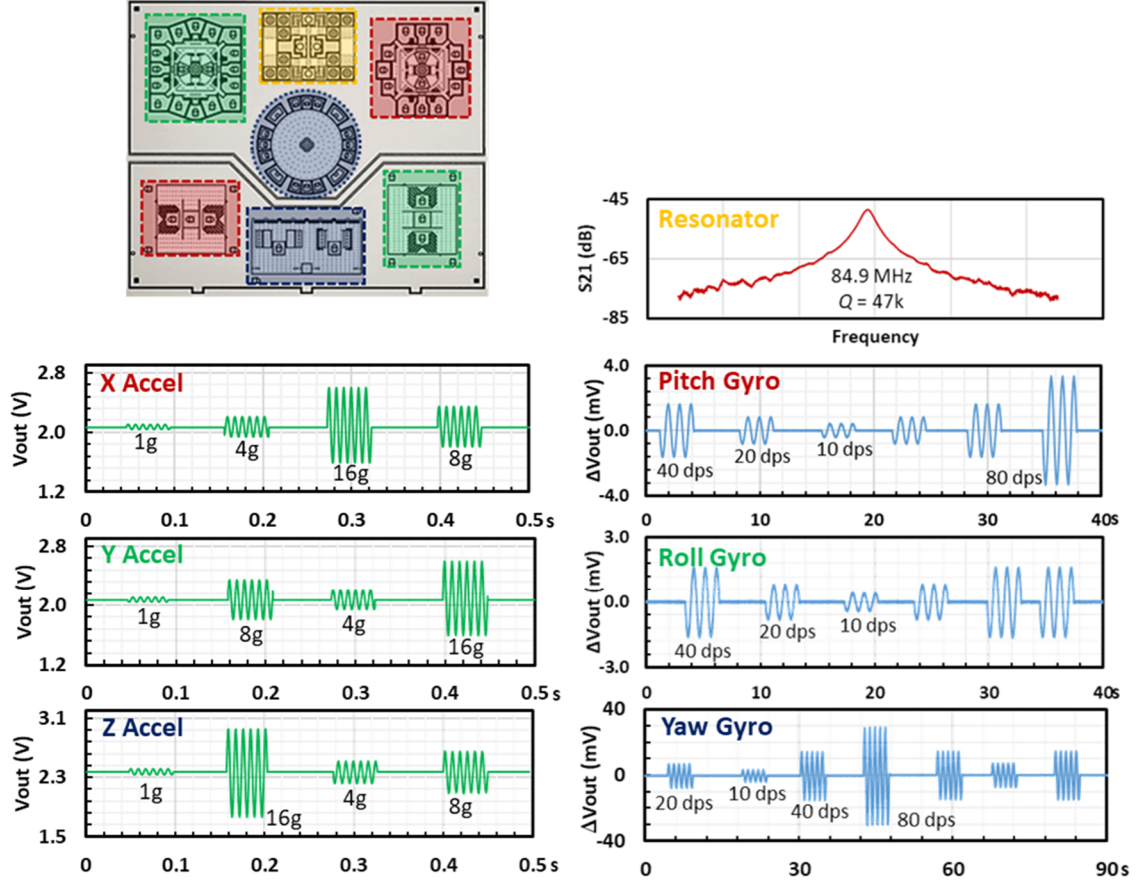 Resonator
S21 (dB)
-45
-65
-85
84.9 MHz
Q = 47k
Frequency
X Accel
Vout (V)
2.8
2.0
1.2
1g
4g
16g
8g
0 0.1 0.2 0.3 0.4 0.5 s
Pitch Gyro
ΔVout (mV)
4.0
0.0
-4.0
40 dps
20 dps
10 dps
80 dps
0 10 20 30 40s
Y Accel
Vout (V)
2.8
2.0
1.2
1g
8g
4g
16g
0 0.1 0.2 0.3 0.4 0.5 s
Roll Gyro
ΔVout (mV)
3.0
0.0
-3.0
40 dps
20 dps
10 dps
0 10 20 30 40s
Z Accel
Vout (V)
3.1
2.3
1.5
1g
16g
4g
8g
0 0.1 0.2 0.3 0.4 0.5 s
Yaw Gyro
ΔVout (mV)
40
0
-40
20 dps
10 dps
40 dps
80 dps
0 30 60 90 s